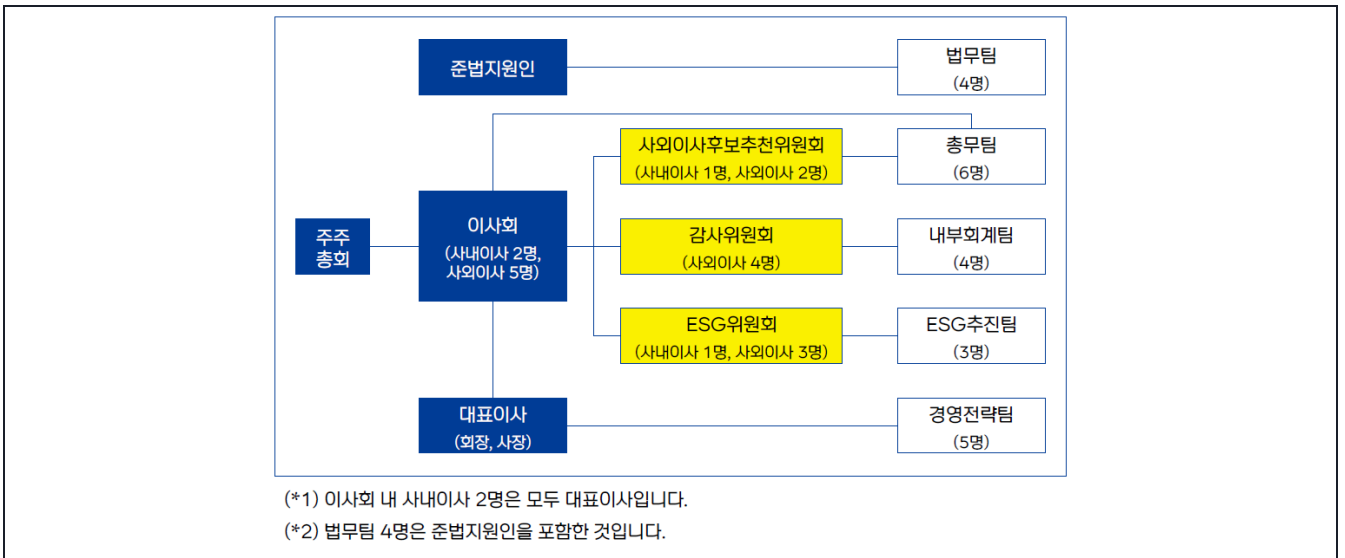 준법지원인
법무팀
(4명)
사외이사후보추천위원회
(사내이사 1명, 사외이사 2명)
총무팀
(6명)
주주
총회
이사회
(사내이사 2명,
사외이사 5명)
감사위원회
(사외이사 4명)
내부회계팀
(4명)
ESG위원회
(사내이사 1명, 사외이사 3명)
ESG추진팀
(3명)
대표이사
(회장, 사장)
경영전략팀
(5명)
(*1) 이사회 내 사내이사 2명은 모두 대표이사입니다.
(*2) 법무팀 4명은 준법지원인을 포함한 것입니다.